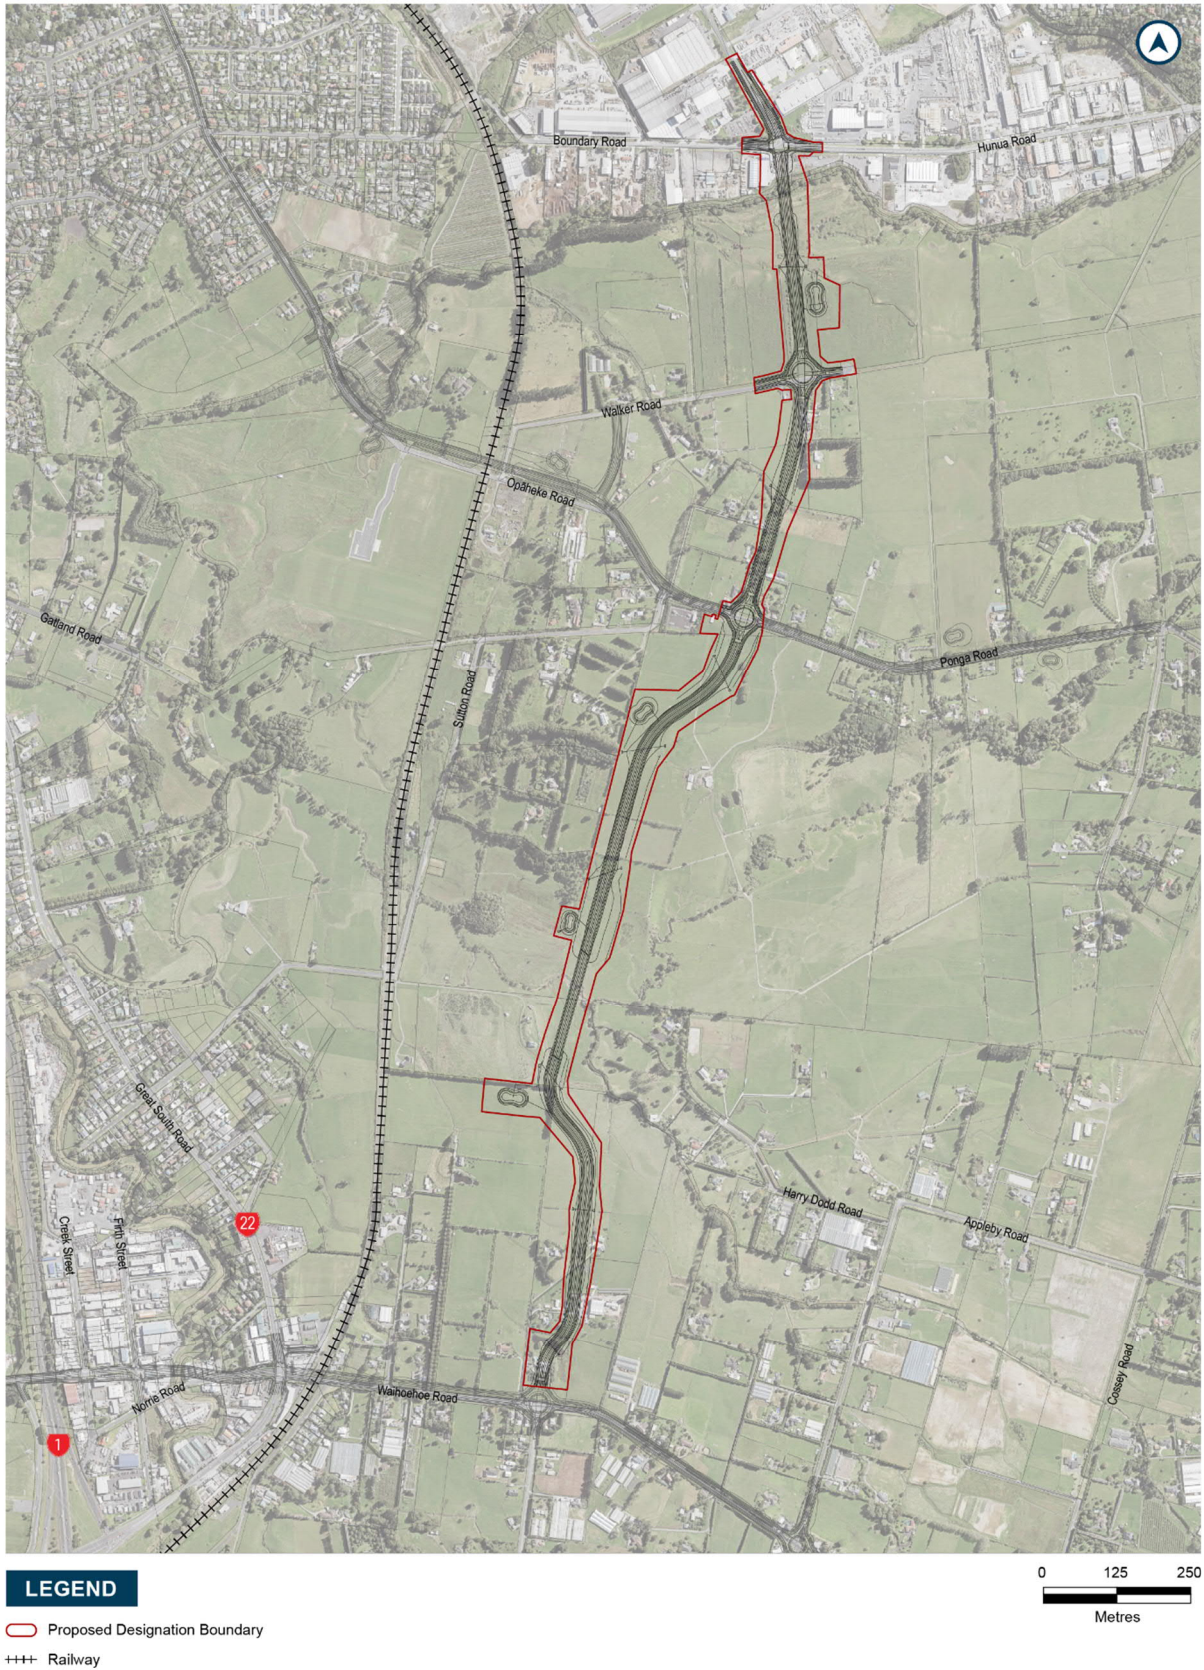 Boundary Road
Hunua Road
Walker Road
Opāheke Road
Gatland Road
Ponga Road
Sutton Road
Great South Road
Harry Dodd Road
Appleby Road
22
Creek Street
Firth Street
Cossey Road
Norrie Road
Waihoehoe Road
1
LEGEND
Proposed Designation Boundary
Railway
0 125 250
Metres